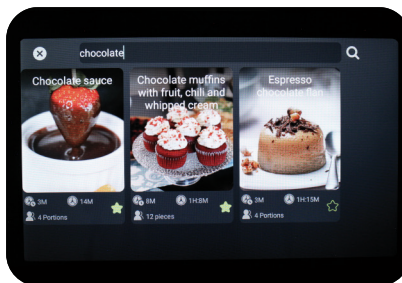 chocolate
Chocolate sauce
3M 14M
4 Portions
Chocolate muffins
with fruit, chili and
whipped cream
8M 1H:8M
12 pieces
Espresso
chocolate flan
3M 1H:15M
4 Portions